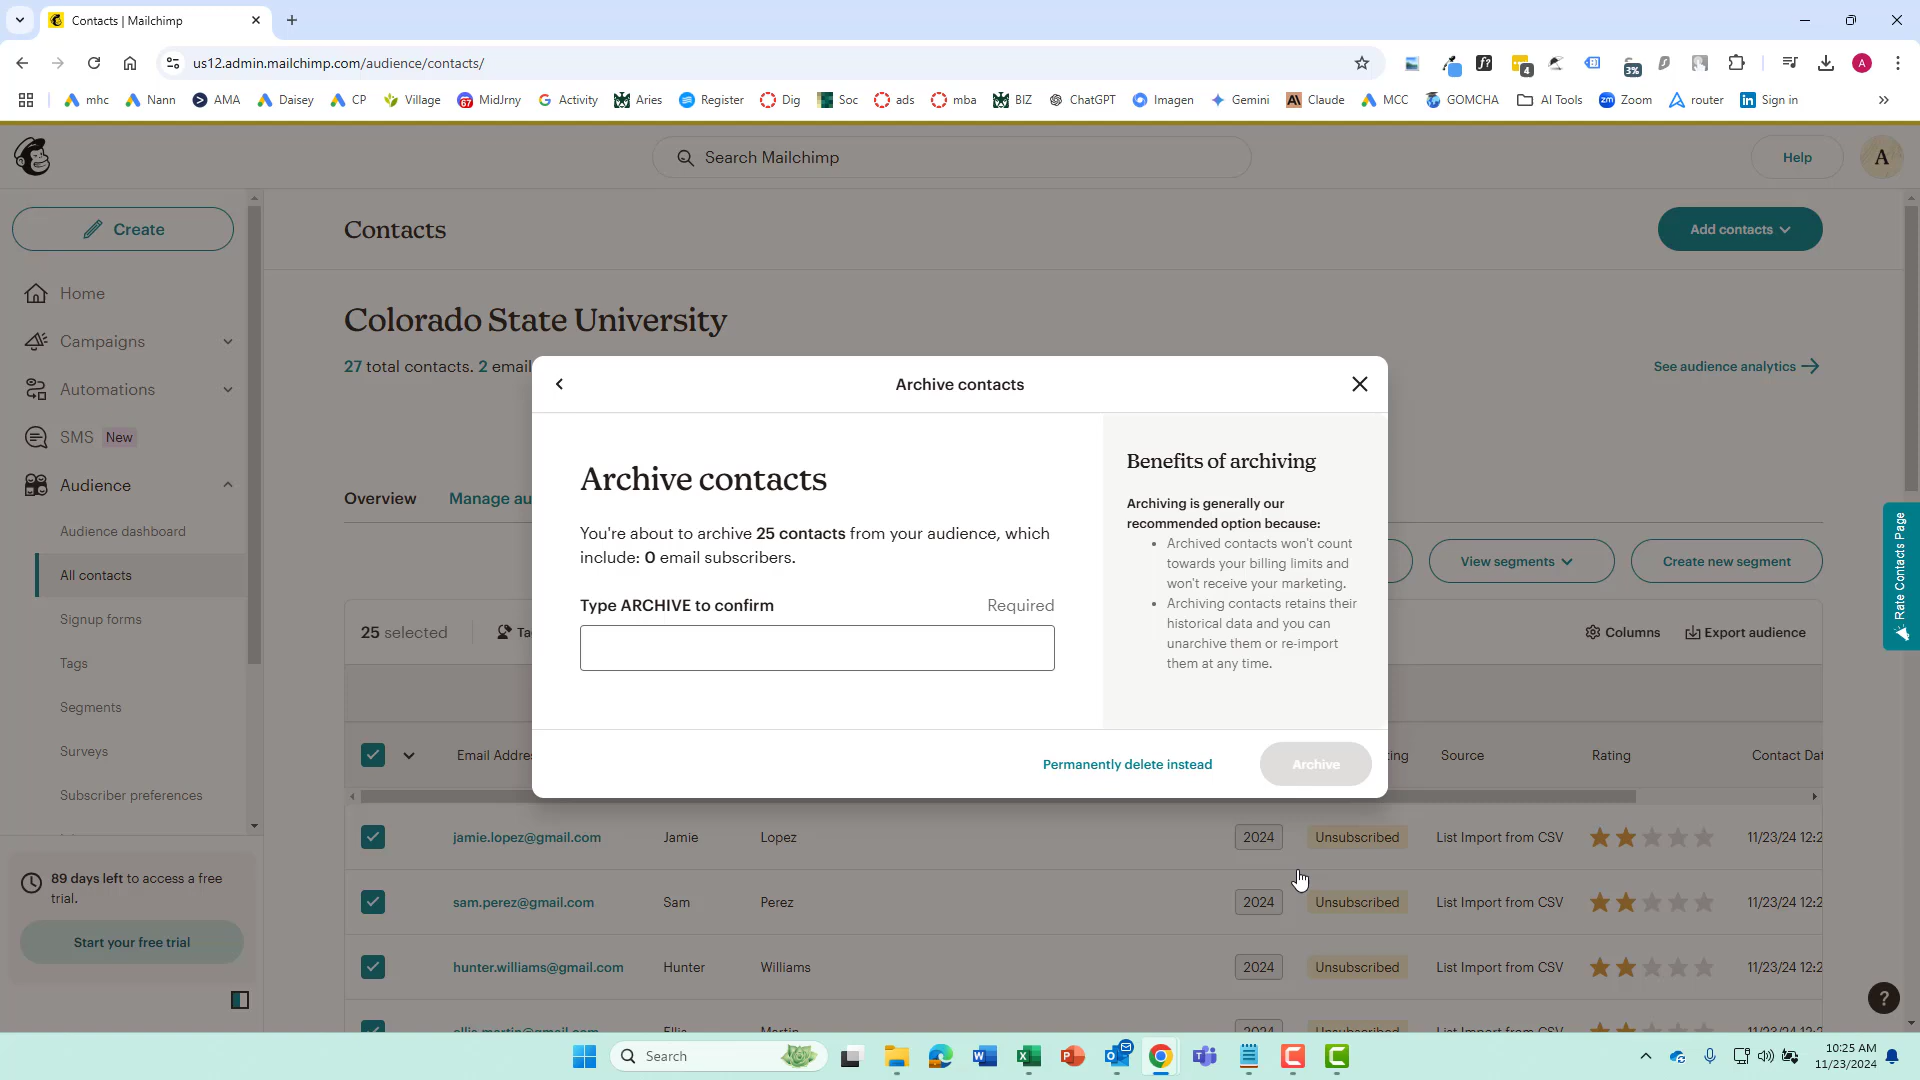 Contacts | Mailchimp
us12.admin.mailchimp.com/audience/contacts/
4
3%
A
mhc
Nann
AMA
Daisey
CP
Village
67
MidJrny
Activity
Aries
Register
Dig
Soc
ads
mba
BIZ
ChatGPT
Imagen
Gemini
Claude
MCC
GOMCHA
AI Tools
zm Zoom
router
in Sign in
Search Mailchimp
Help
A
Create
Home
Campaigns
Automations
SMS New
Audience
Audience dashboard
All contacts
Signup forms
Tags
Segments
Surveys
Subscriber preferences
89 days left to access a free
trial.
Start your free trial
Contacts
Add contacts
Colorado State University
27 total contacts. 2 email
See audience analytics
Overview
Manage au
View segments
Create new segment
25 selected
Ta
Columns
Export audience
Email Addre
ing
Source
Rating
Contact Dat
jamie.lopez@gmail.com Jamie Lopez 2024 Unsubscribed List Import from CSV 11/23/24 12:2
sam.perez@gmail.com Sam Perez 2024 Unsubscribed List Import from CSV 11/23/24 12:2
hunter.williams@gmail.com Hunter Williams 2024 Unsubscribed List Import from CSV 11/23/24 12:2
ellis.martin@gmail.com Ellis Martin 2024 Unsubscribed List Import from CSV 11/23/24 12:2
Archive contacts
Archive contacts
You're about to archive 25 contacts from your audience, which
include: 0 email subscribers.
Type ARCHIVE to confirm
Required
Benefits of archiving
Archiving is generally our
recommended option because:
Archived contacts won't count
towards your billing limits and
won't receive your marketing.
Archiving contacts retains their
historical data and you can
unarchive them or re-import
them at any time.
Permanently delete instead
Archive
Rate Contacts Page
?
Search
10:25 AM
11/23/2024